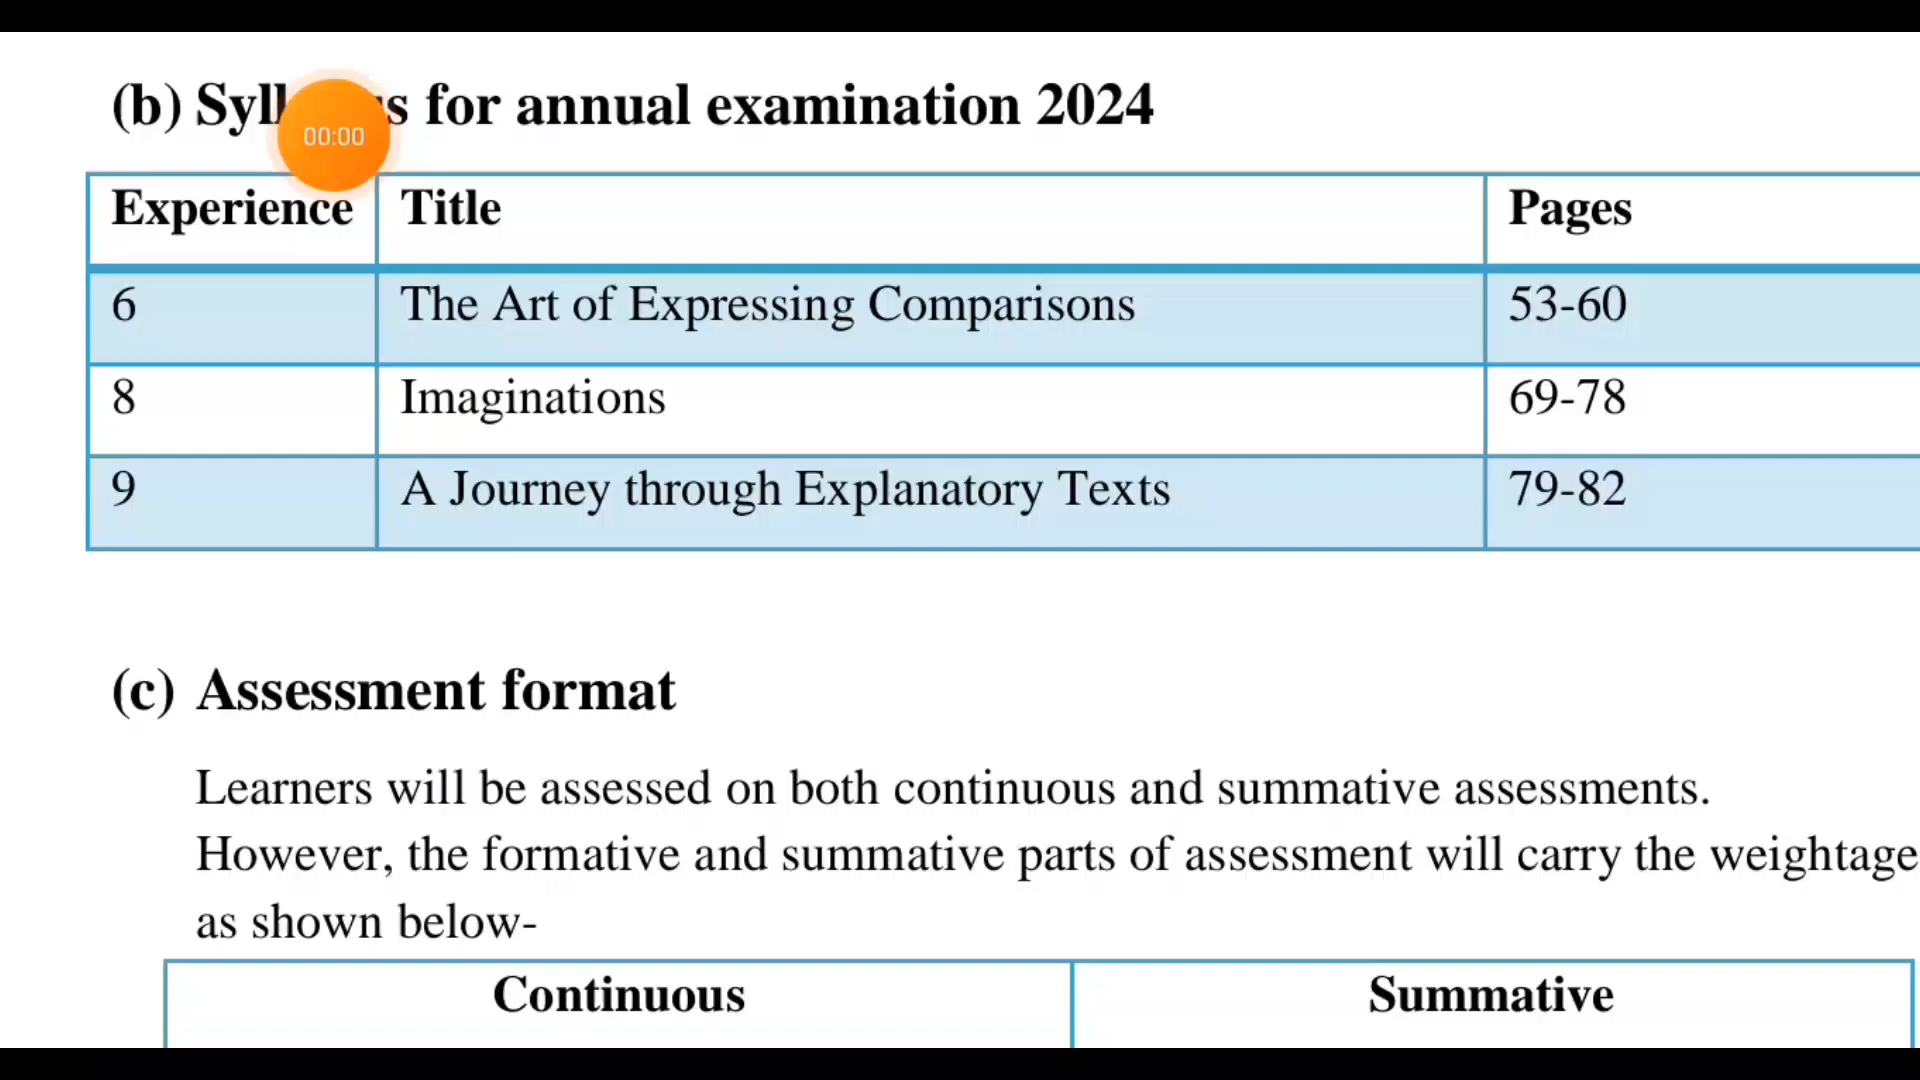 (b) for annual examination 2024
00:00
Experience Title Pages
6 The Art of Expressing Comparisons 53-60
8 Imaginations 69-78
9 A Journey through Explanatory Texts 79-82
(c) Assessment format
Learners will be assessed on both continuous and summative assessments.
However, the formative and summative parts of assessment will carry the weightage
as shown below-
Continuous Summative